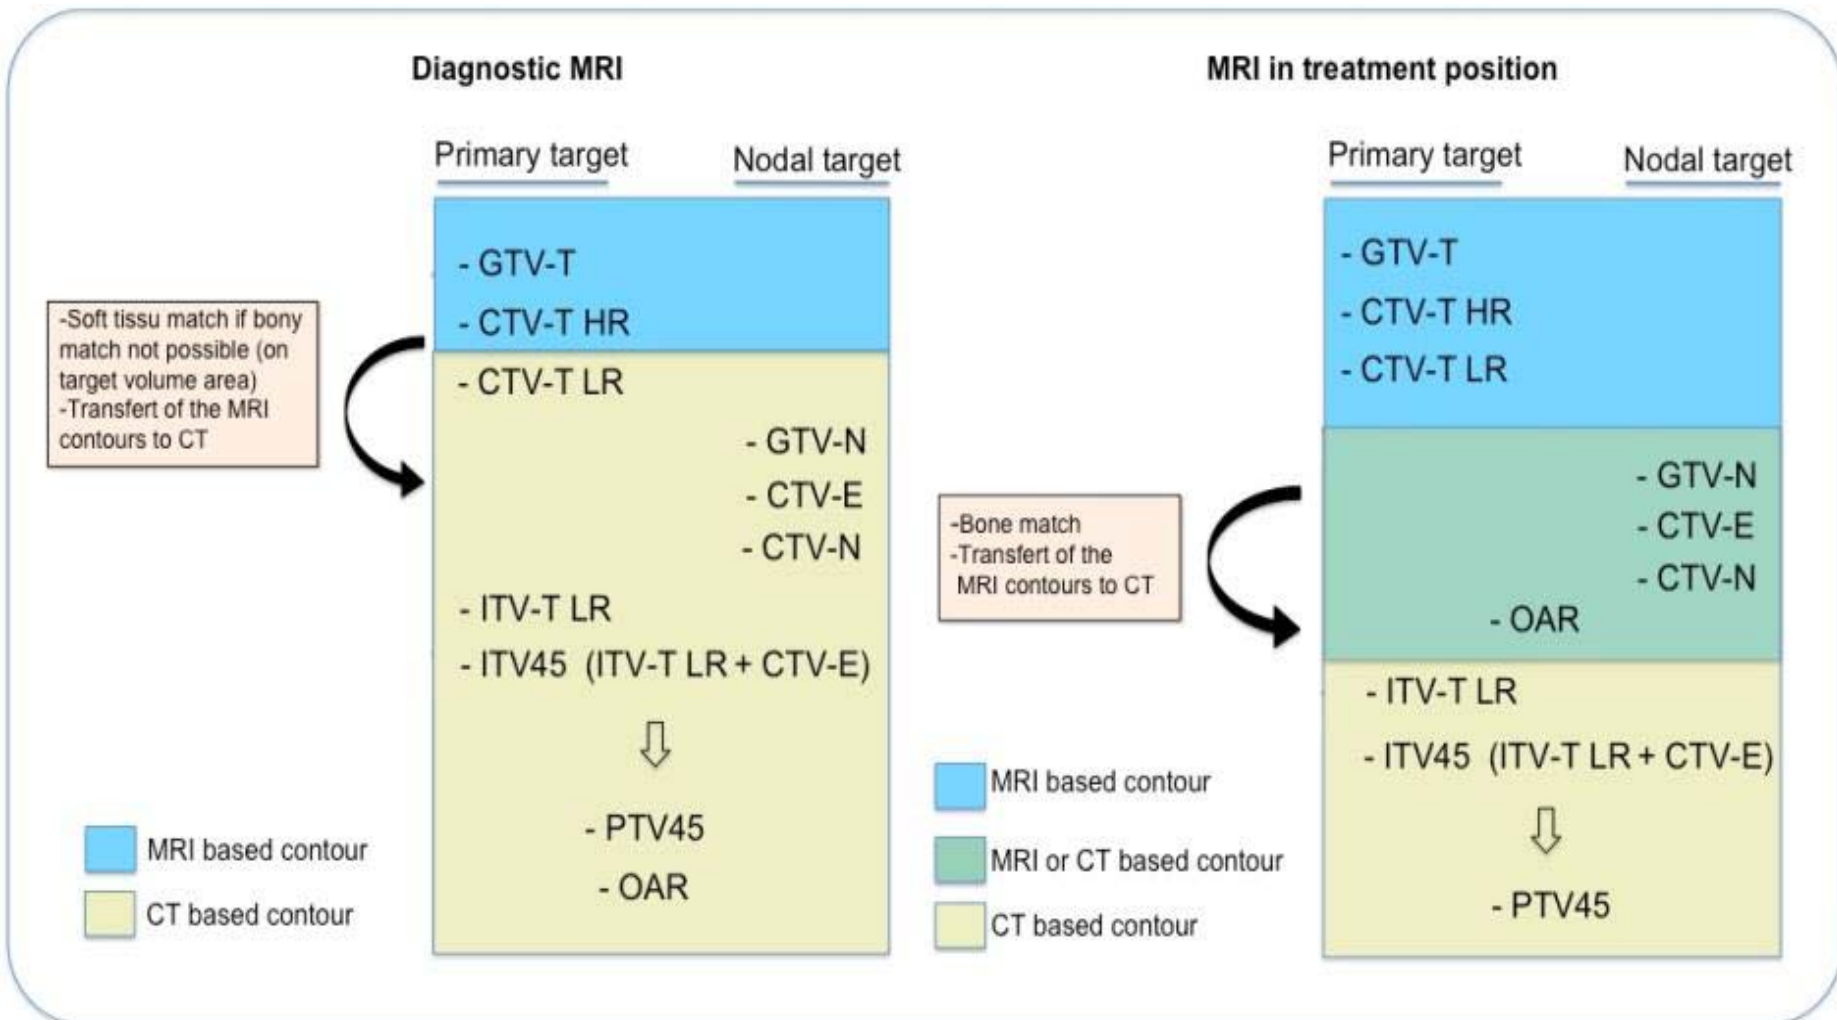 Diagnostic MRI
Primary target
Nodal target
- GTV-T
- CTV-T HR
- CTV-T LR
- GTV-N
- CTV-E
- CTV-N
- ITV-T LR
- ITV45 (ITV-T LR + CTV-E)
- PTV45
- OAR
-Soft tissu match if bony
match not possible (on
target volume area)
-Transfert of the MRI
contours to CT
MRI based contour
CT based contour
MRI in treatment position
Primary target
Nodal target
- GTV-T
- CTV-T HR
- CTV-T LR
- GTV-N
- CTV-E
- CTV-N
- OAR
- ITV-T LR
- ITV45 (ITV-T LR + CTV-E)
- PTV45
-Bone match
-Transfert of the
MRI contours to CT
MRI based contour
MRI or CT based contour
CT based contour